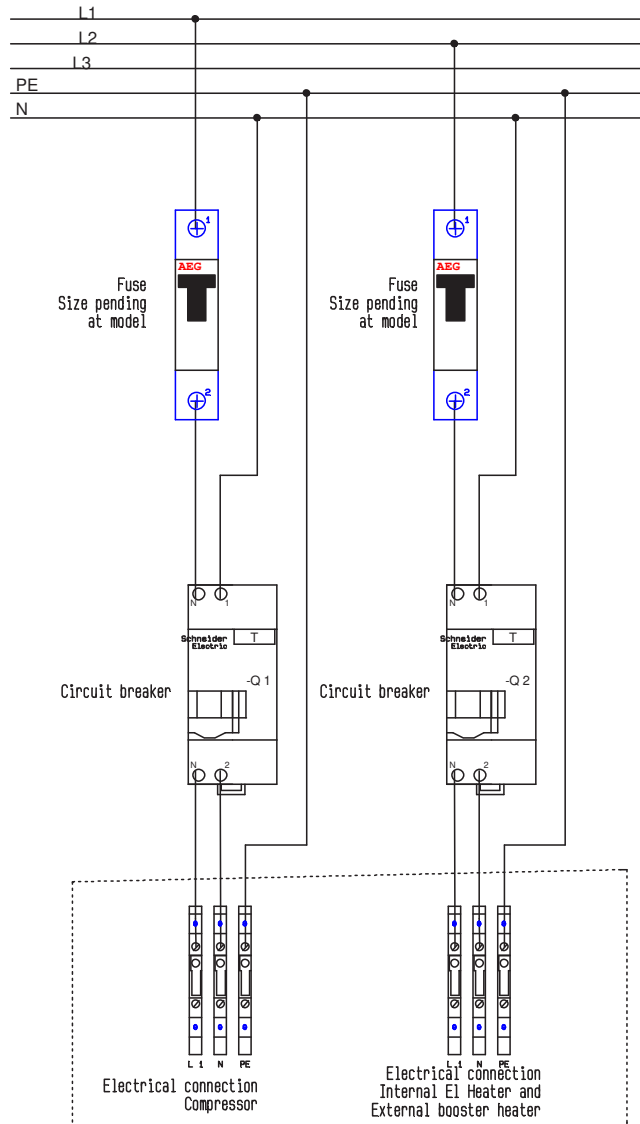 L1
L2
L3
PE
N
1
1
AEG
AEG
Fuse
Size pending
at model
Fuse
Size pending
at model
2
2
N
1
N
1
Schneider
Electric
T
Schneider
Electric
T
-Q 1
-Q 2
Circuit breaker
Circuit breaker
N
2
N
2
L 1
N
PE
L 1
N
PE
Electrical connection
Compressor
Electrical connection
Internal El Heater and
External booster heater